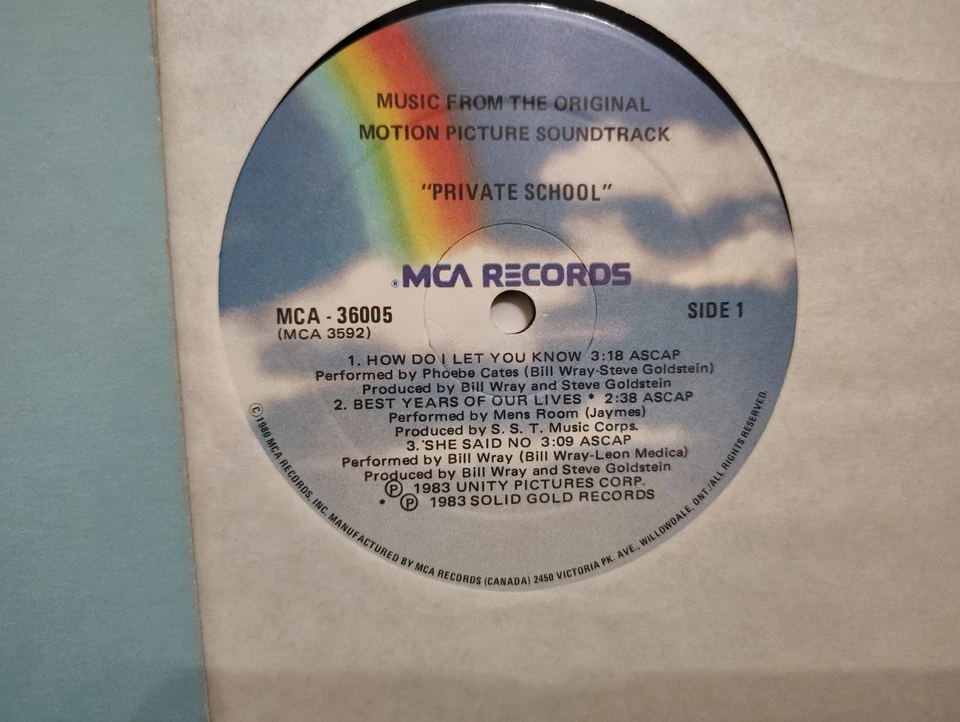 MUSIC FROM THE ORIGINAL
MOTION PICTURE SOUNDTRACK
"PRIVATE SCHOOL"
®MCA RECORDS
MCA - 36005
(MCA 3592)
SIDE 1
1. HOW DO I LET YOU KNOW 3:18 ASCAP
Performed by Phoebe Cates (Bill Wray-Steve Goldstein)
Produced by Bill Wray and Steve Goldstein
2. BEST YEARS OF OUR LIVES * 2:38 ASCAP
Performed by Mens Room (Jaymes)
Produced by S. S. T. Music Corps.
3. SHE SAID NO 3:09 ASCAP
Performed by Bill Wray (Bill Wray-Leon Medica)
Produced by Bill Wray and Steve Goldstein
Ⓟ 1983 UNITY PICTURES CORP.
* Ⓟ 1983 SOLID GOLD RECORDS
© 1980 MCA RECORDS, INC. MANUFACTURED BY MCA RECORDS (CANADA) 2450 VICTORIA PK. AVE., WILLOWDALE, ONT./ALL RIGHTS RESERVED.